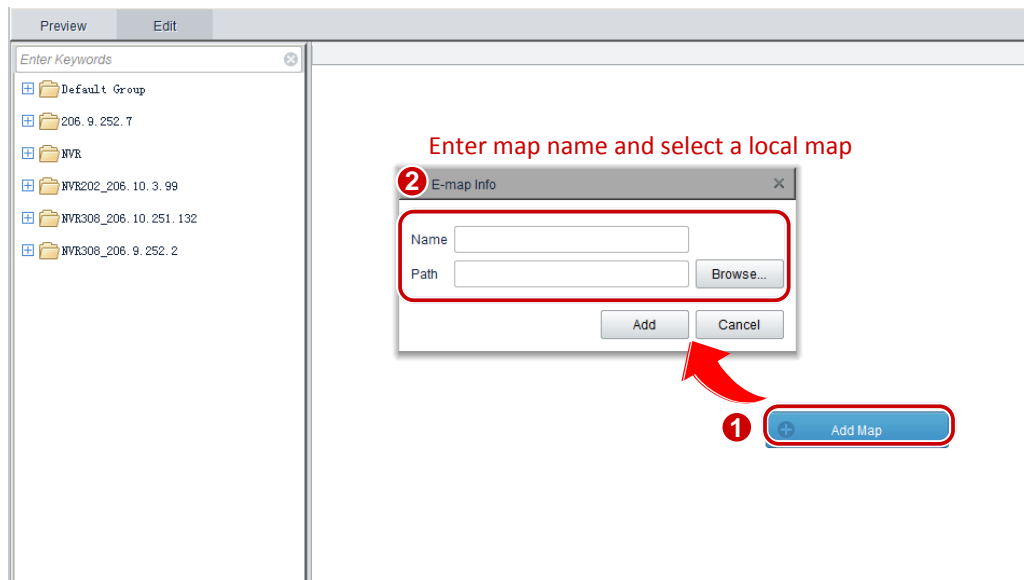 Preview Edit
Enter Keywords
Default Group
206.9.252.7
NVR
NVR202_206.10.3.99
NVR308_206.10.251.132
NVR308_206.9.252.2
Enter map name and select a local map
2 E-map Info
Name
Path Browse...
Add Cancel
1 Add Map